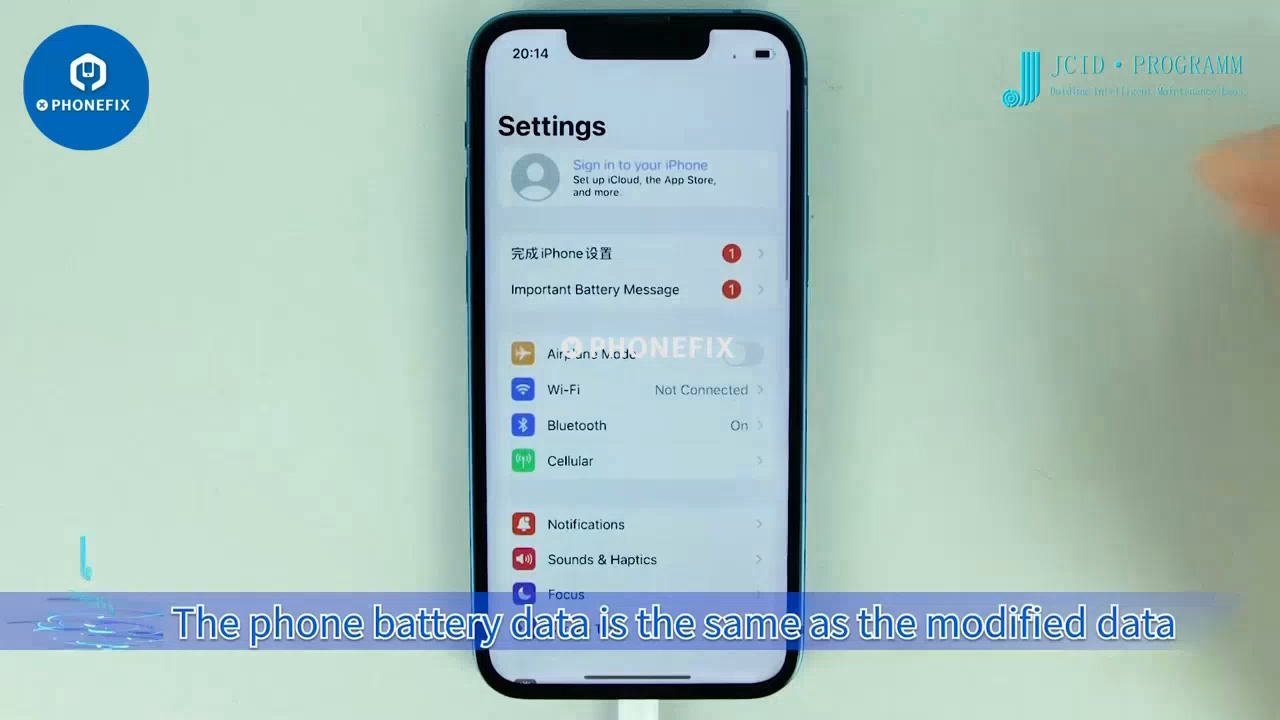 PHONEFIX
JCID • PROGRAMM
20:14
Settings
Sign in to your iPhone
Set up iCloud, the App Store,
and more.
完成 iPhone 设置 1
Important Battery Message 1
Airplane Mode
PHONEFIX
Wi-Fi Not Connected
Bluetooth On
Cellular
Notifications
Sounds & Haptics
Focus
The phone battery data is the same as the modified data